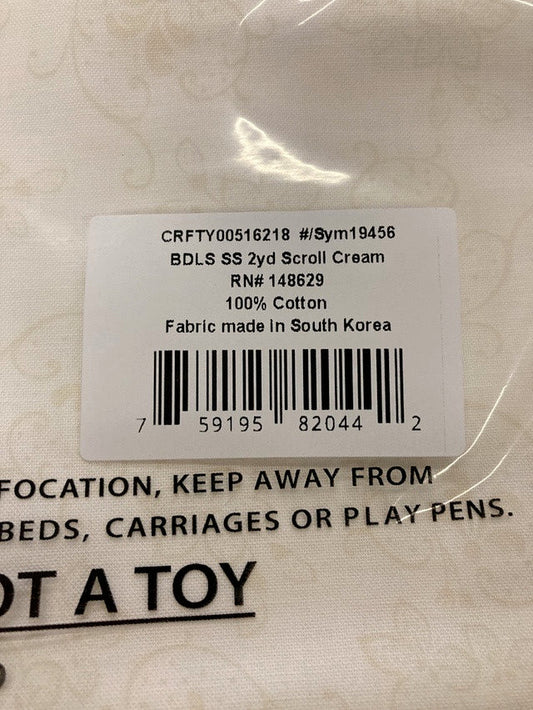 CRFTY00516218 #/Sym19456
BDLS SS 2yd Scroll Cream
RN# 148629
100% Cotton
Fabric made in South Korea
7 59195 82044 2
FOCATION, KEEP AWAY FROM
BEDS, CARRIAGES OR PLAY PENS.
OT A TOY